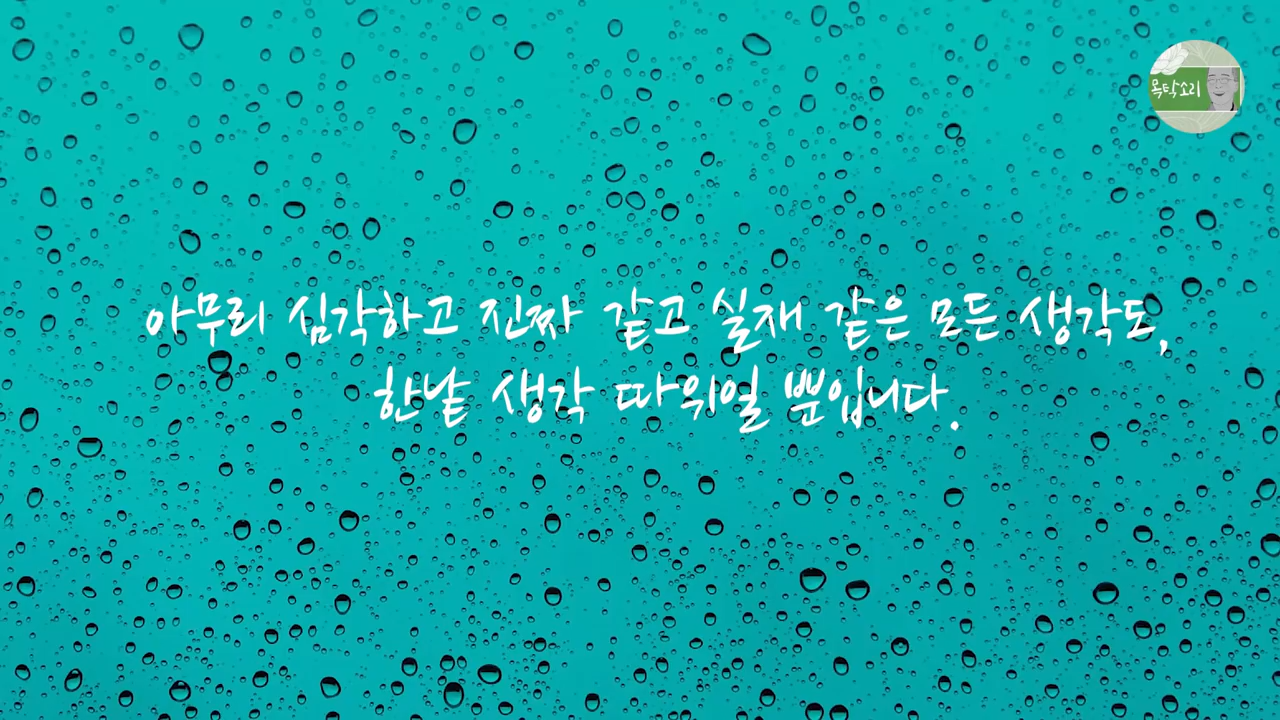 목탁소리
아무리 심각하고 진짜 같고 실재 같은 모든 생각도,
한낱 생각 따위일 뿐입니다.